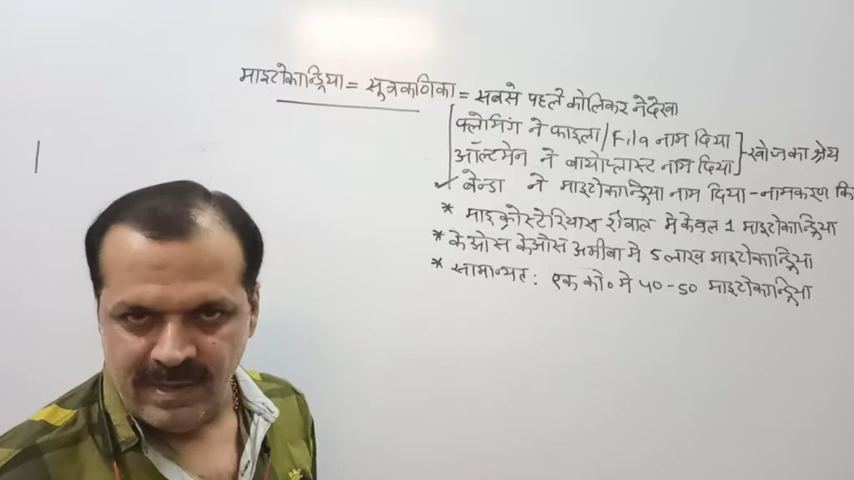 माइटोकान्ड्रिया = सूत्रकणिका = सबसे पहले कोलिकर ने देखा
फ्लेमिंग ने फाइला/Fila नाम दिया
ऑल्टमेन ने बायोप्लास्ट नाम दिया - खोज का श्रेय
✓ बेन्डा ने माइटोकान्ड्रिया नाम दिया - नामकरण कि
* माइक्रोस्टेरियास शैवाल मे केवल 1 माइटोकान्ड्रिया
* केओस केओस अमीबा मे 5 लाख माइटोकान्ड्रिया
* सामान्यत: एक को० मे 40-50 माइटोकान्ड्रिया